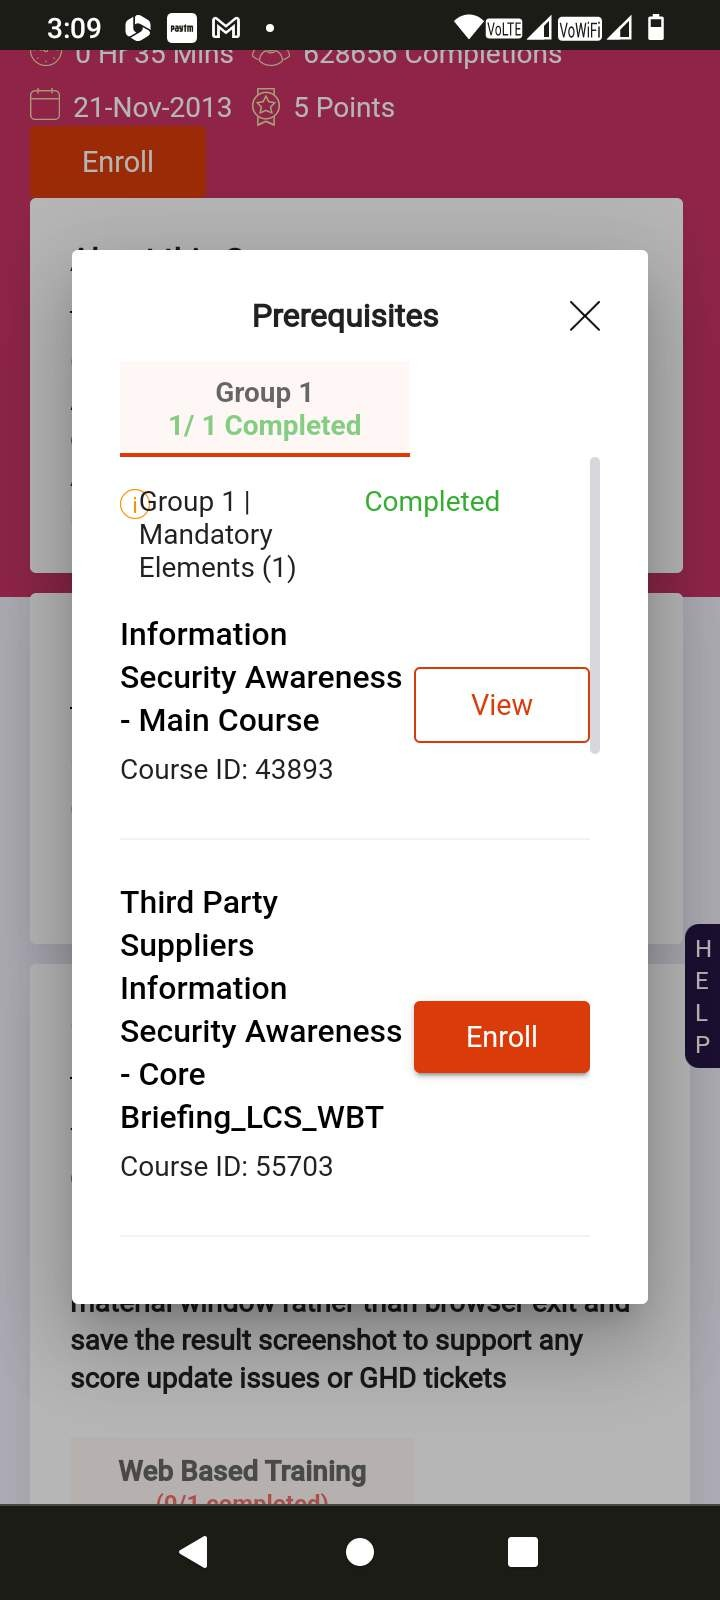 3:09
paytm
VoLTE
VoWiFi
0 Hr 35 Mins 628656 Completions
21-Nov-2013 5 Points
Enroll
Prerequisites
Group 1
1/ 1 Completed
Group 1 | Completed
Mandatory
Elements (1)
Information
Security Awareness
- Main Course
View
Course ID: 43893
Third Party
Suppliers
Information
Security Awareness
- Core
Briefing_LCS_WBT
Enroll
Course ID: 55703
HELP
material window rather than browser exit and
save the result screenshot to support any
score update issues or GHD tickets
Web Based Training
(0/1 completed)